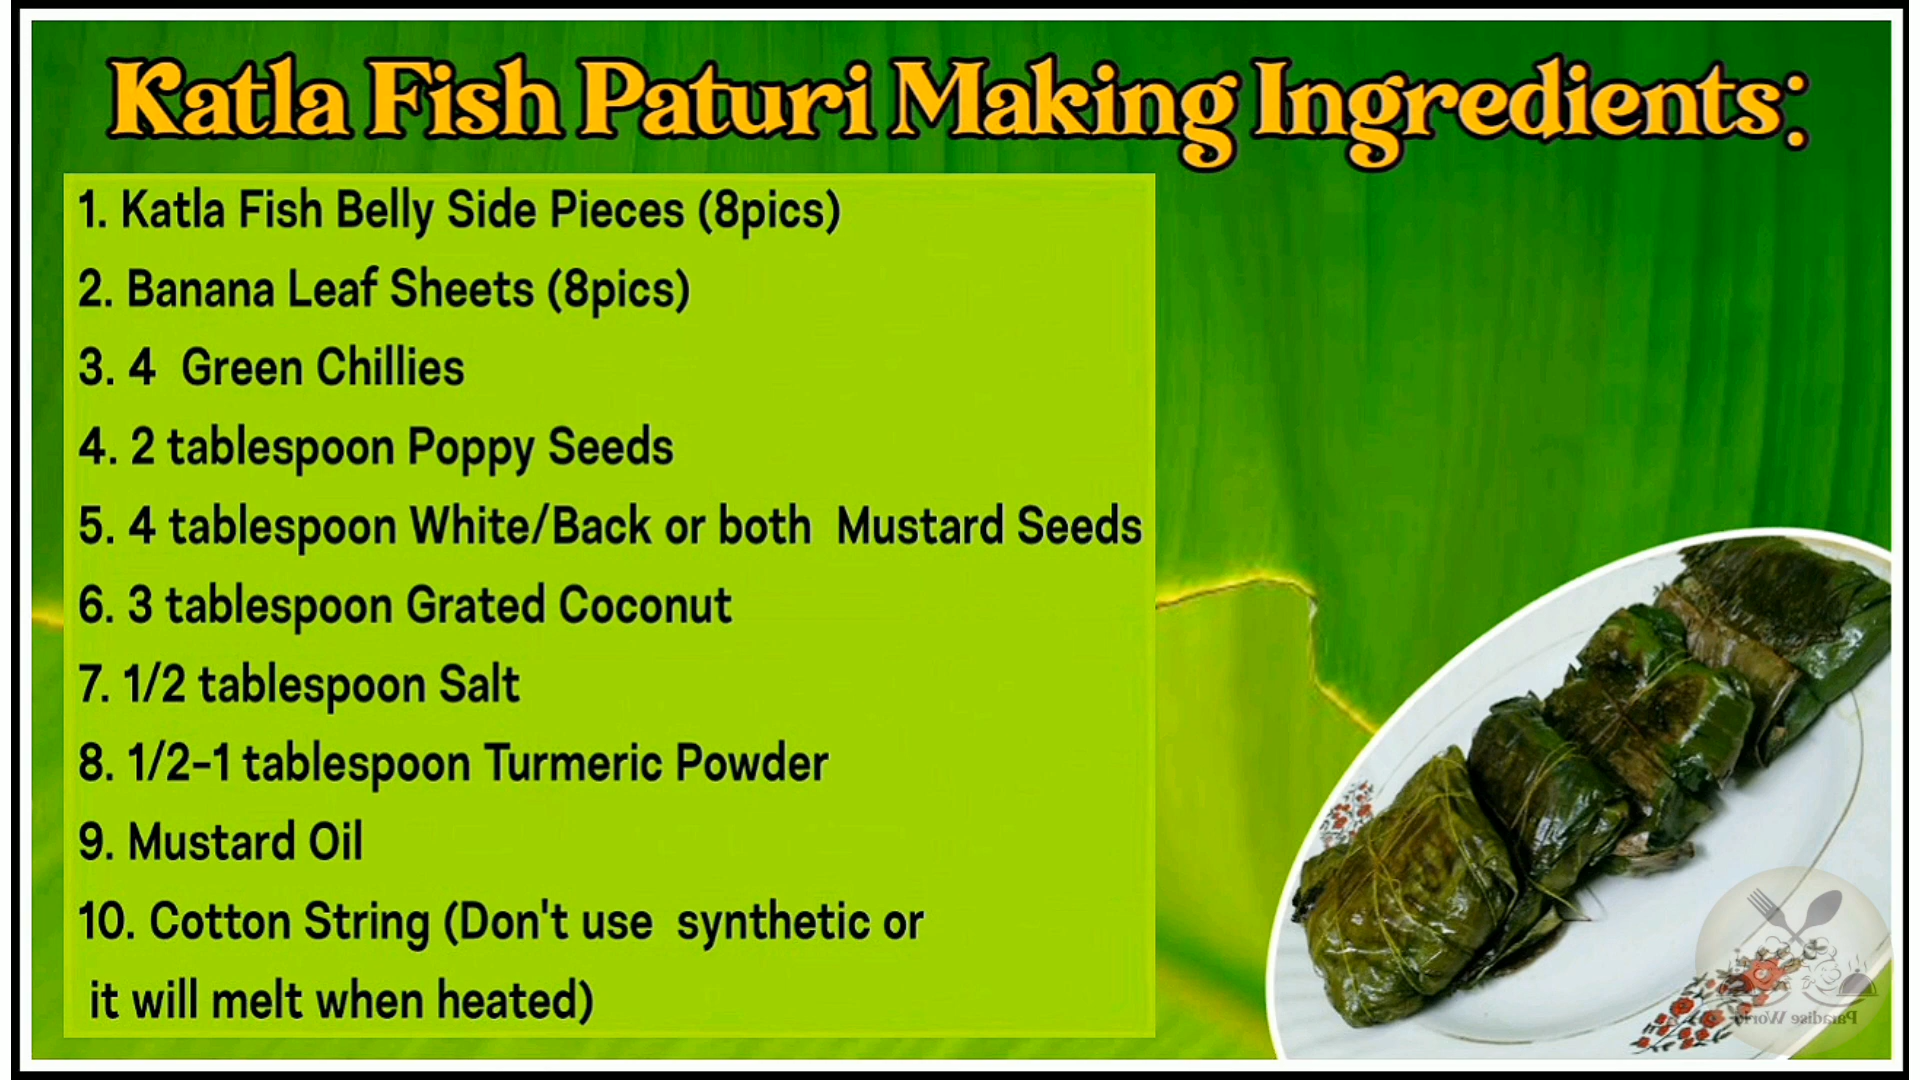 Katla Fish Paturi Making Ingredients:
1. Katla Fish Belly Side Pieces (8pics)
2. Banana Leaf Sheets (8pics)
3. 4 Green Chillies
4. 2 tablespoon Poppy Seeds
5. 4 tablespoon White/Back or both Mustard Seeds
6. 3 tablespoon Grated Coconut
7. 1/2 tablespoon Salt
8. 1/2-1 tablespoon Turmeric Powder
9. Mustard Oil
10. Cotton String (Don't use synthetic or
it will melt when heated)
Paradise World